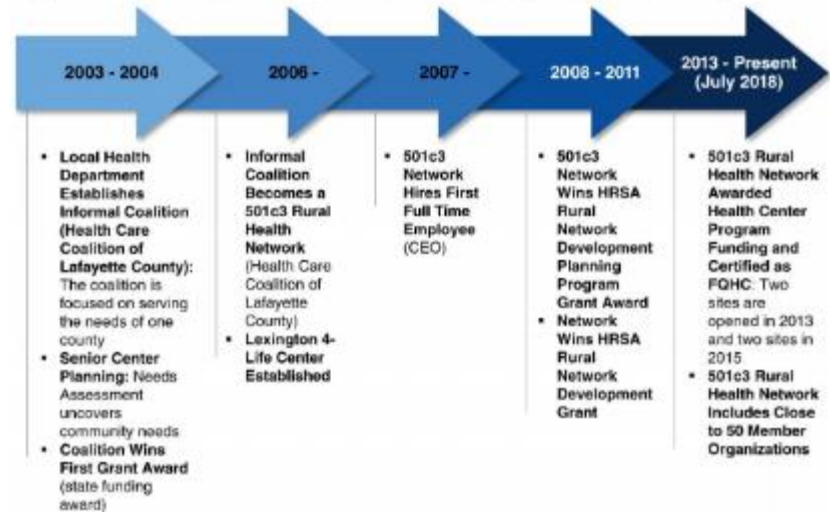 2003 - 2004
2006 -
2007 -
2008 - 2011
2013 - Present
(July 2018)
▪ Local Health
Department
Establishes
Informal Coalition
(Health Care
Coalition of
Lafayette County):
The coalition is
focused on serving
the needs of one
county
▪ Senior Center
Planning: Needs
Assessment
uncovers
community needs
▪ Coalition Wins
First Grant Award
(state funding
award)
▪ Informal
Coalition
Becomes a
501c3 Rural
Health
Network
(Health Care
Coalition of
Lafayette
County)
▪ Lexington 4-
Life Center
Established
▪ 501c3
Network
Hires First
Full Time
Employee
(CEO)
▪ 501c3
Network
Wins HRSA
Rural
Network
Development
Planning
Program
Grant Award
▪ Network
Wins HRSA
Rural
Network
Development
Grant
▪ 501c3 Rural
Health Network
Awarded
Health Center
Program
Funding and
Certified as
FQHC: Two
sites are
opened in 2013
and two sites in
2015
▪ 501c3 Rural
Health Network
Includes Close
to 50 Member
Organizations